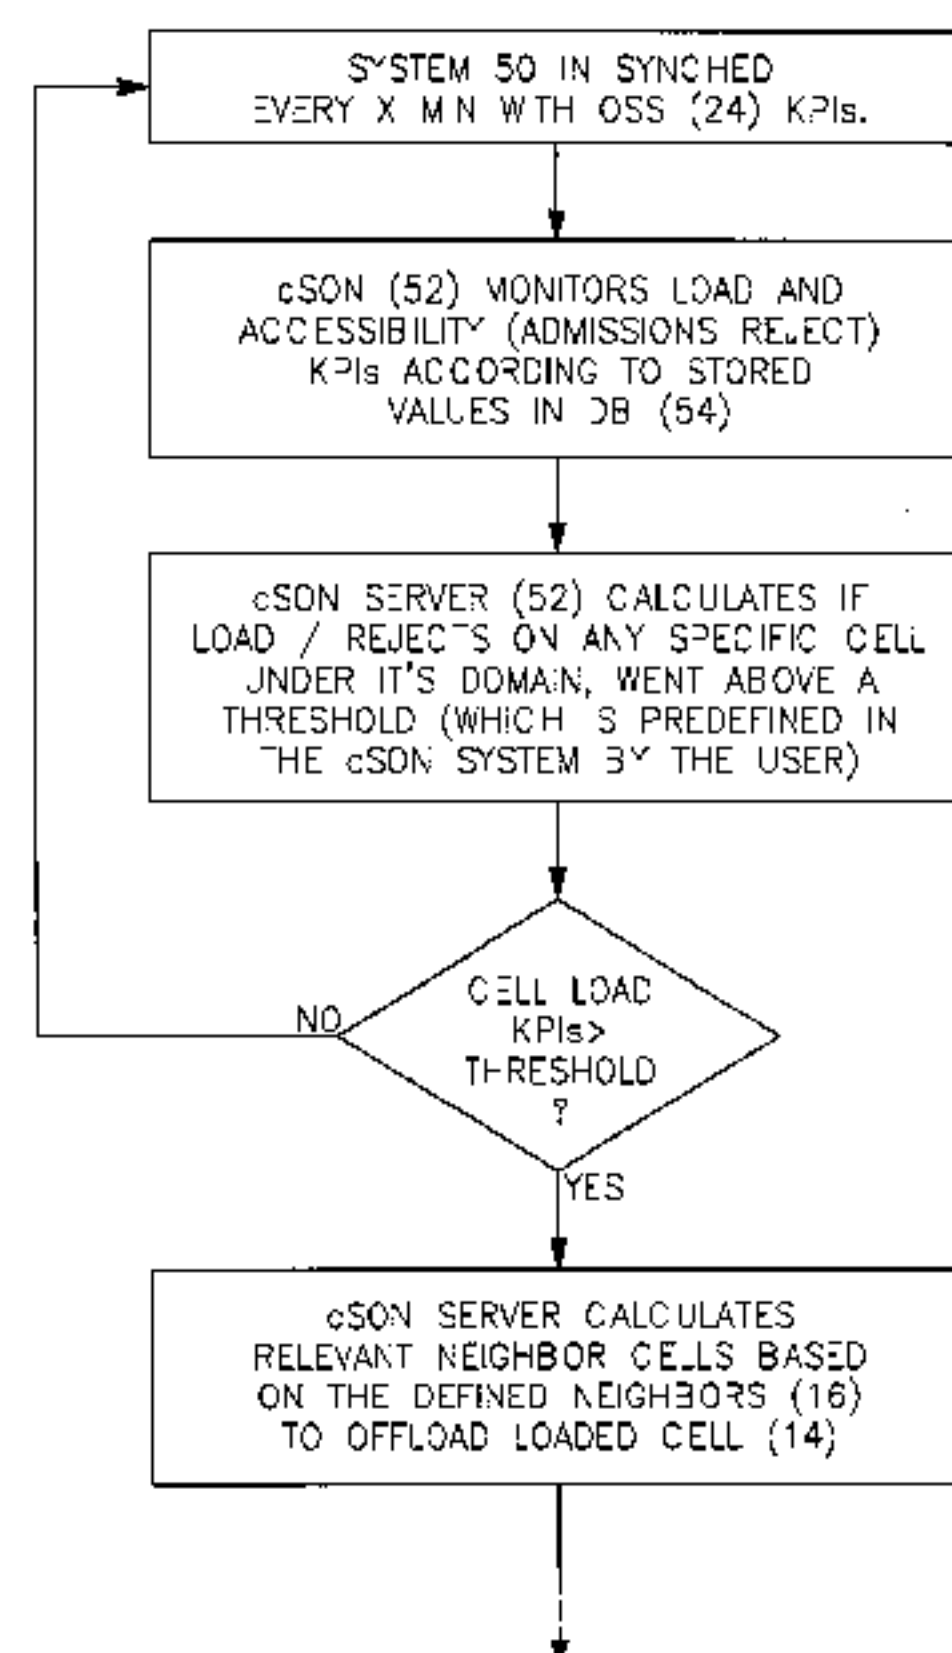 SYSTEM 50 IN SYNCHED
EVERY X MIN WITH OSS (24) KPIs.
cSON (52) MONITORS LOAD AND
ACCESSIBILITY (ADMISSIONS REJECT)
KPIs ACCORDING TO STORED
VALUES IN DB (54)
cSON SERVER (52) CALCULATES IF
LOAD / REJECTS ON ANY SPECIFIC CELL
UNDER IT'S DOMAIN, WENT ABOVE A
THRESHOLD (WHICH IS PREDEFINED IN
THE cSON SYSTEM BY THE USER)
CELL LOAD
KPIs>
THRESHOLD
?
NO
YES
cSON SERVER CALCULATES
RELEVANT NEIGHBOR CELLS BASED
ON THE DEFINED NEIGHBORS (16)
TO OFFLOAD LOADED CELL (14)